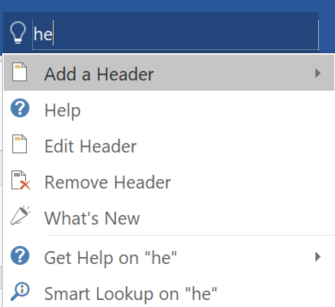 he
Add a Header
Help
Edit Header
Remove Header
What's New
Get Help on "he"
Smart Lookup on "he"